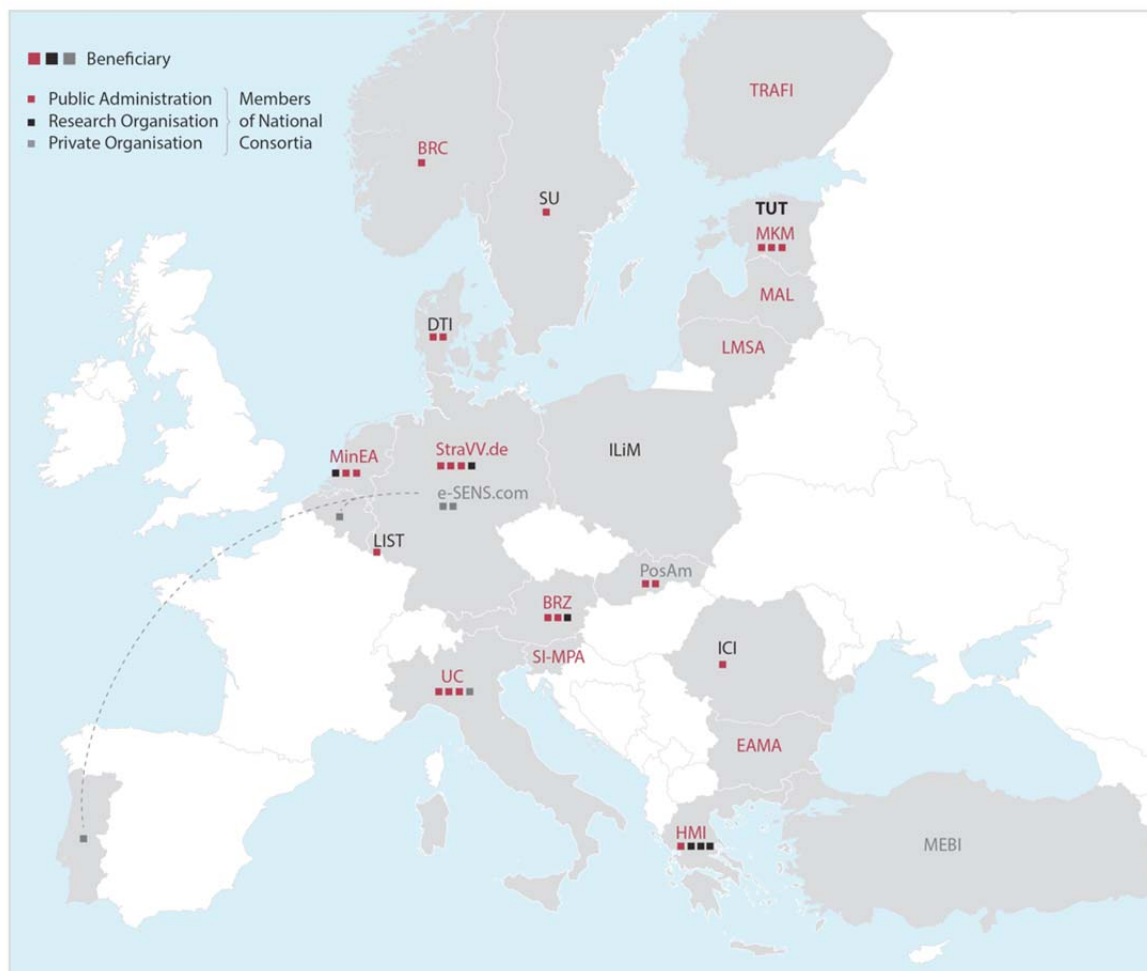 Beneficiary
Public Administration
Research Organisation
Private Organisation
Members
of National
Consortia
TRAFI
BRC
SU
TUT
MKM
MAL
DTI
LMSA
StraVV.de
MinEA
ILiM
e-SENS.com
LIST
PosAm
BRZ
ICI
SI-MPA
UC
EAMA
HMI
MEBI